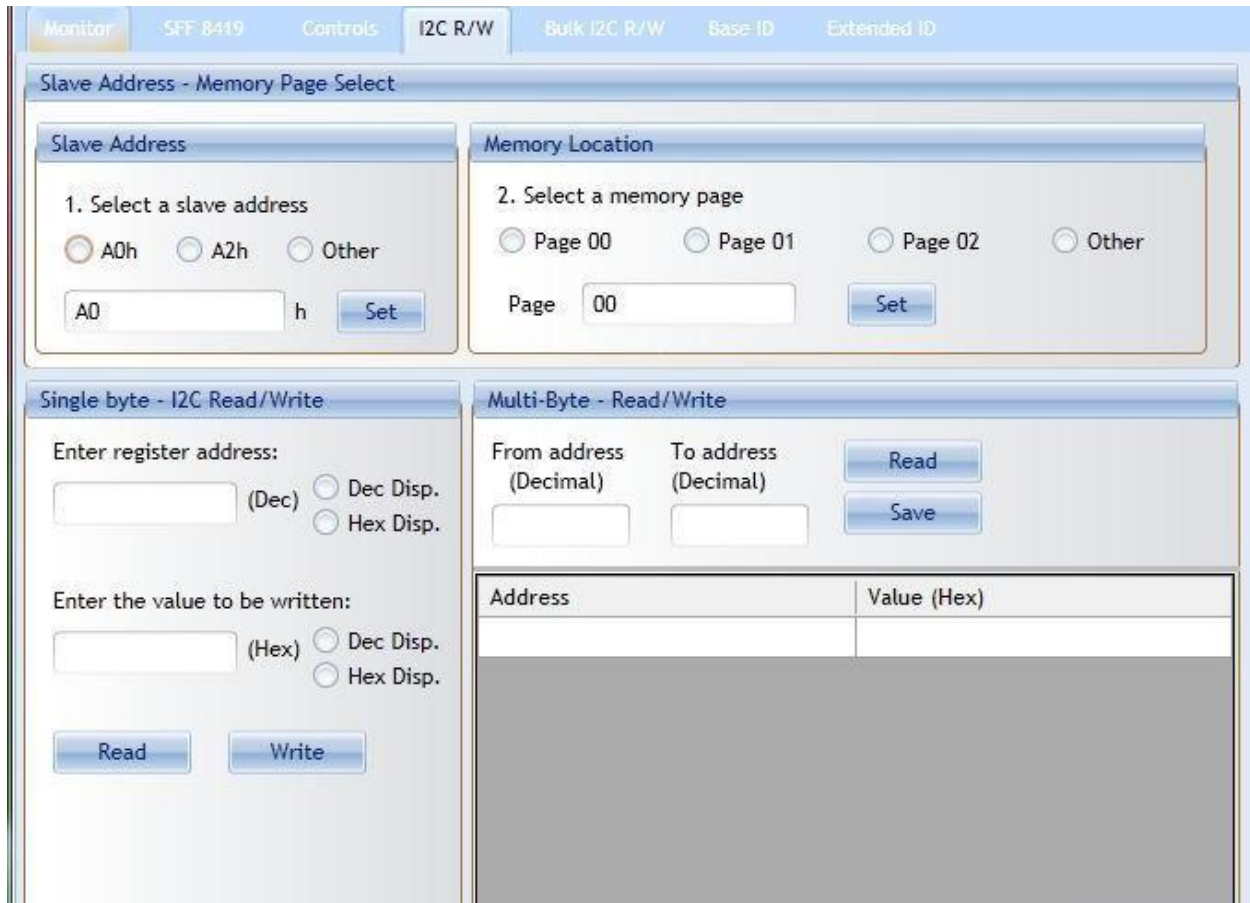 Monitor SFF 8419 Controls I2C R/W Bulk I2C R/W Base ID Extended ID
Slave Address - Memory Page Select
Slave Address
1. Select a slave address
A0h A2h Other
A0 h Set
Memory Location
2. Select a memory page
Page 00 Page 01 Page 02 Other
Page 00 Set
Single byte - I2C Read/Write
Enter register address:
(Dec) Dec Disp.
Hex Disp.
Enter the value to be written:
(Hex) Dec Disp.
Hex Disp.
Read Write
Multi-Byte - Read/Write
From address To address Read
(Decimal) (Decimal)
Save
Address Value (Hex)